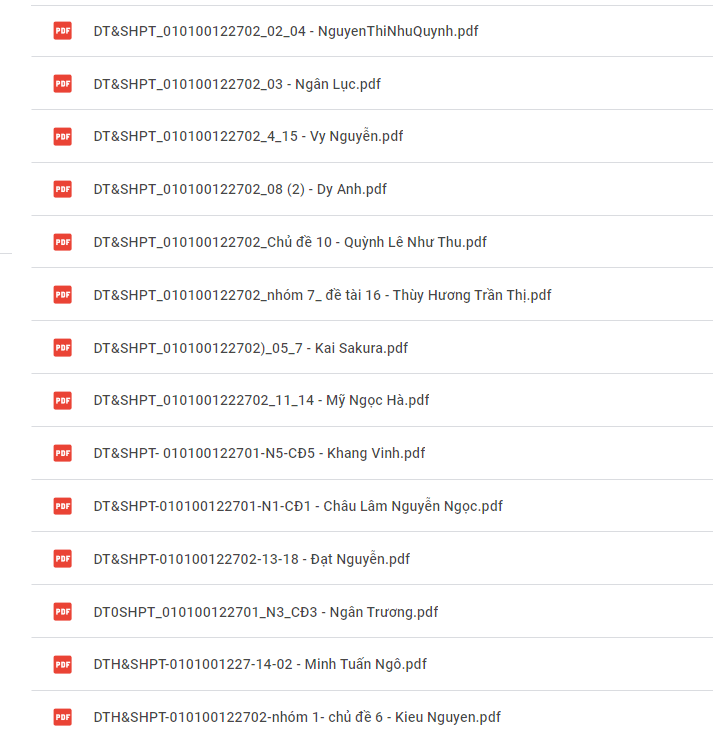 PDF DT&SHPT_010100122702_02_04 - NguyenThiNhuQuynh.pdf
PDF DT&SHPT_010100122702_03 - Ngân Lục.pdf
PDF DT&SHPT_010100122702_4_15 - Vy Nguyễn.pdf
PDF DT&SHPT_010100122702_08 (2) - Dy Anh.pdf
PDF DT&SHPT_010100122702_Chủ đề 10 - Quỳnh Lê Như Thu.pdf
PDF DT&SHPT_010100122702_nhóm 7_ đề tài 16 - Thùy Hương Trần Thị.pdf
PDF DT&SHPT_010100122702)_05_7 - Kai Sakura.pdf
PDF DT&SHPT_0101001222702_11_14 - Mỹ Ngọc Hà.pdf
PDF DT&SHPT- 010100122701-N5-CĐ5 - Khang Vinh.pdf
PDF DT&SHPT-010100122701-N1-CĐ1 - Châu Lâm Nguyễn Ngọc.pdf
PDF DT&SHPT-010100122702-13-18 - Đạt Nguyễn.pdf
PDF DT0SHPT_010100122701_N3_CĐ3 - Ngân Trương.pdf
PDF DTH&SHPT-0101001227-14-02 - Minh Tuấn Ngô.pdf
PDF DTH&SHPT-010100122702-nhóm 1- chủ đề 6 - Kieu Nguyen.pdf